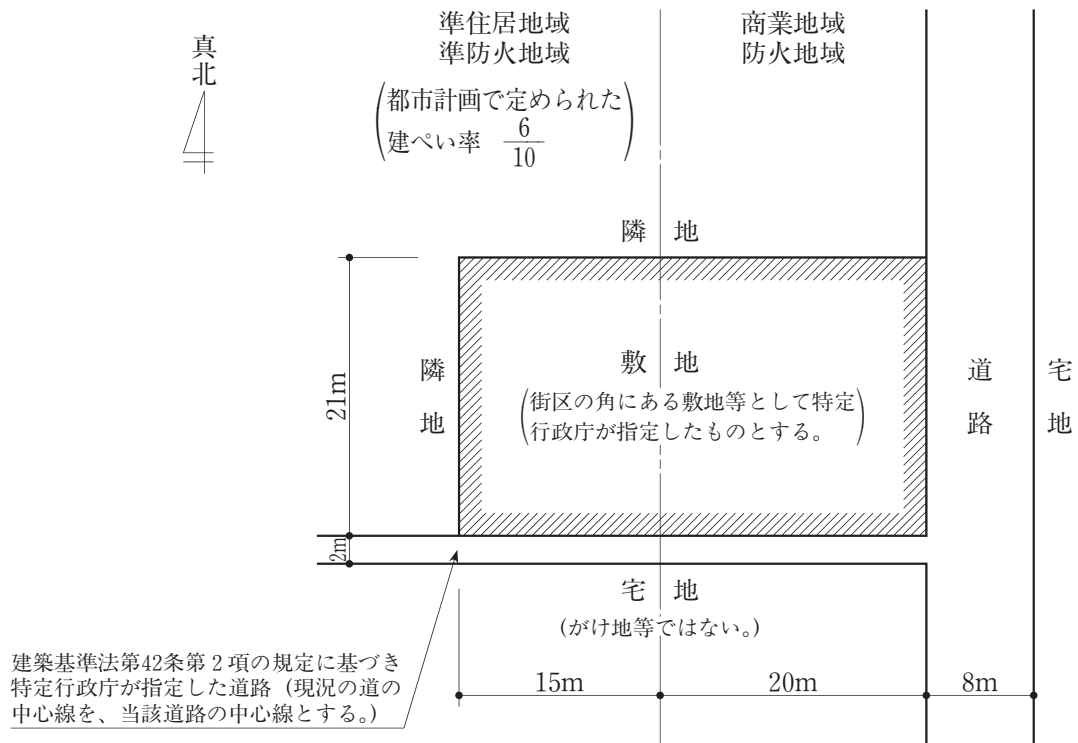 準住居地域
準防火地域
都市計画で定められた
建ぺい率 6/10
商業地域
防火地域
真北
隣地
隣地
敷地
街区の角にある敷地等として特定
行政庁が指定したものとする。
道路
宅地
21m
2m
宅地
(がけ地等ではない。)
建築基準法第42条第2項の規定に基づき
特定行政庁が指定した道路（現況の道の
中心線を、当該道路の中心線とする。）
15m
20m
8m